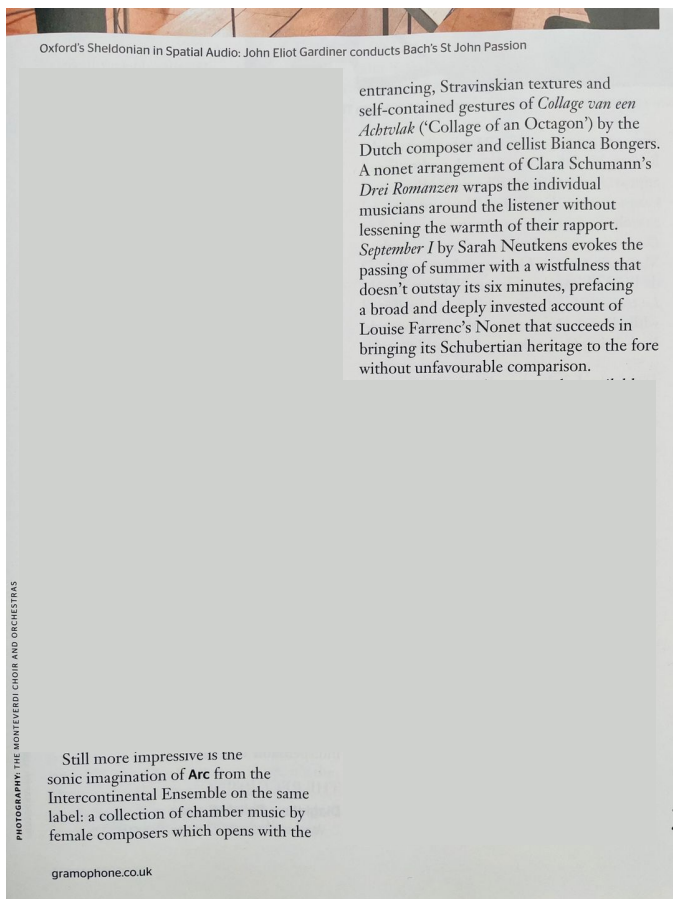 Oxford's Sheldonian in Spatial Audio: John Eliot Gardiner conducts Bach's St John Passion
PHOTOGRAPHY: THE MONTEVERDI CHOIR AND ORCHESTRAS
Still more impressive is the
sonic imagination of Arc from the
Intercontinental Ensemble on the same
label: a collection of chamber music by
female composers which opens with the
entrancing, Stravinskian textures and
self-contained gestures of Collage van een
Achtvlak ('Collage of an Octagon') by the
Dutch composer and cellist Bianca Bongers.
A nonet arrangement of Clara Schumann's
Drei Romanzen wraps the individual
musicians around the listener without
lessening the warmth of their rapport.
September I by Sarah Neutkens evokes the
passing of summer with a wistfulness that
doesn't outstay its six minutes, prefacing
a broad and deeply invested account of
Louise Farrenc's Nonet that succeeds in
bringing its Schubertian heritage to the fore
without unfavourable comparison.
gramophone.co.uk